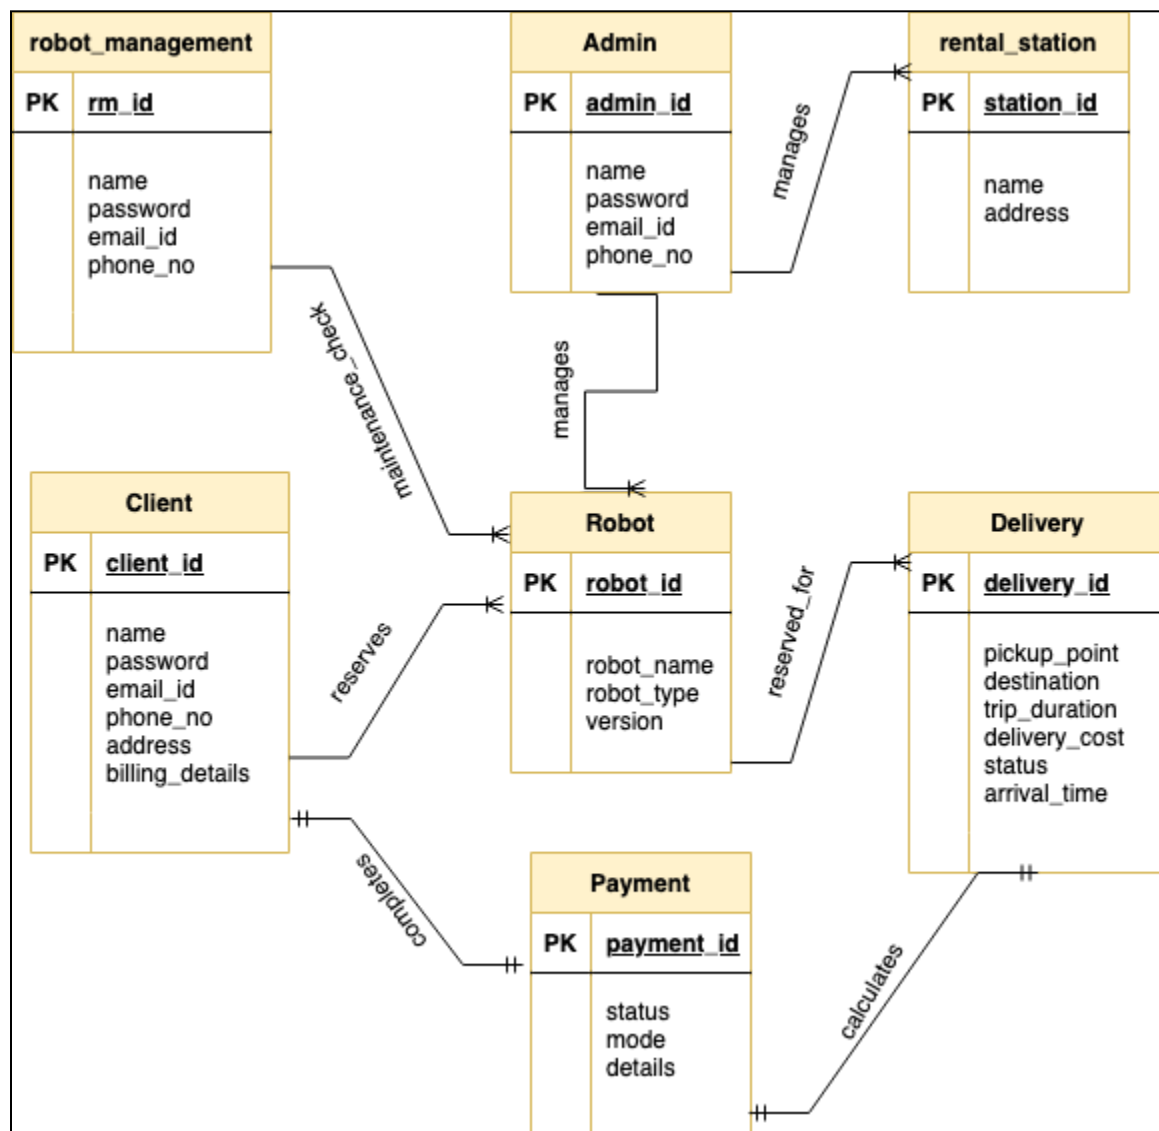 robot_management
PK rm_id
name
password
email_id
phone_no
Admin
PK admin_id
name
password
email_id
phone_no
rental_station
PK station_id
name
address
manages
maintenance_check
manages
Client
PK client_id
name
password
email_id
phone_no
address
billing_details
Robot
PK robot_id
robot_name
robot_type
version
Delivery
PK delivery_id
pickup_point
destination
trip_duration
delivery_cost
status
arrival_time
reserves
reserved_for
completes
Payment
PK payment_id
status
mode
details
calculates